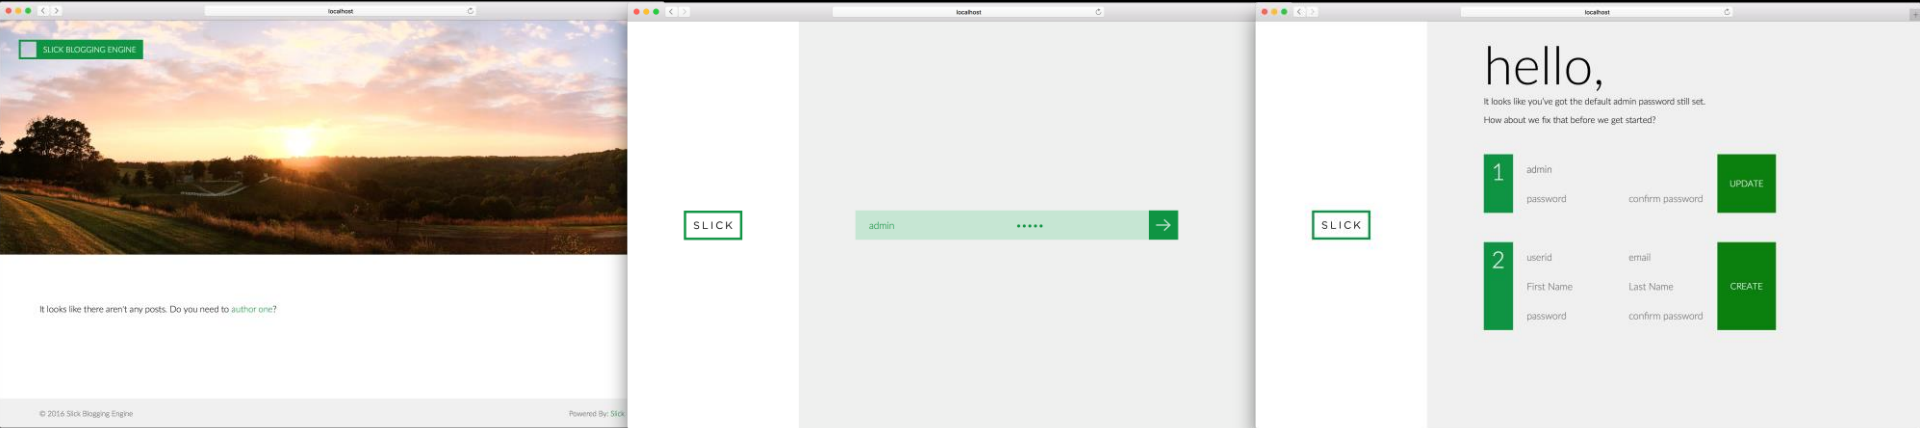 localhost
SLICK BLOGGING ENGINE
It looks like there aren't any posts. Do you need to author one?
© 2016 Slick Blogging Engine
Powered By: Slick
localhost
SLICK
admin
localhost
SLICK
hello,
It looks like you've got the default admin password still set.
How about we fix that before we get started?
1
admin
password
confirm password
UPDATE
2
userid
email
First Name
Last Name
password
confirm password
CREATE